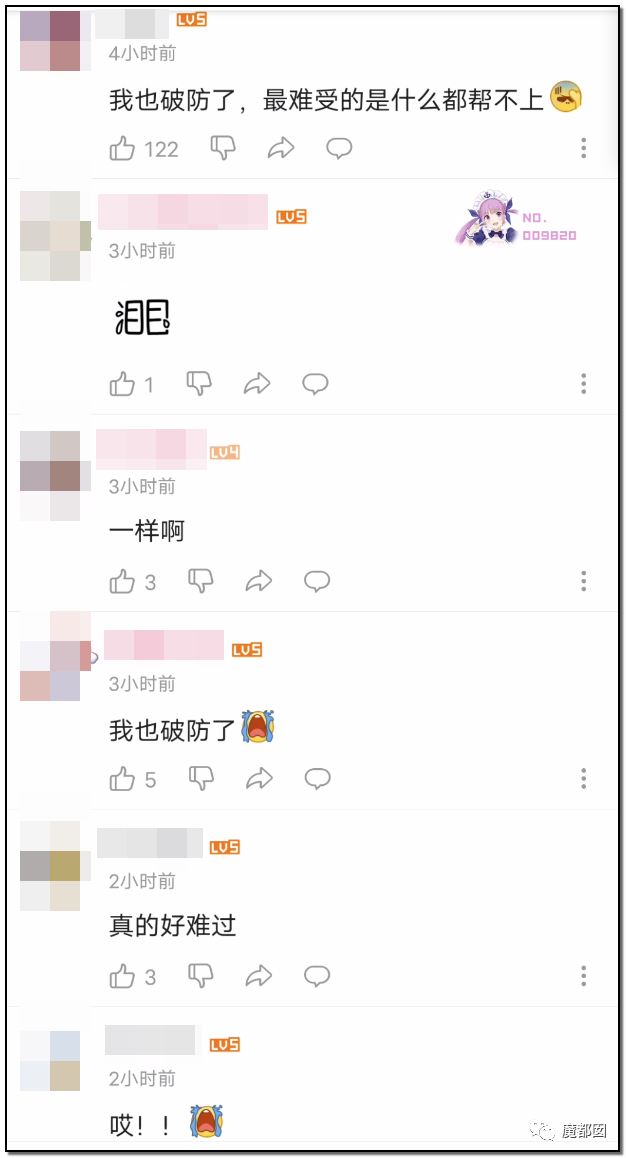 LV5
4小时前
我也破防了，最难受的是什么都帮不上
122
LV5
NO.
009820
3小时前
泪目
1
LV4
3小时前
一样啊
3
LV5
3小时前
我也破防了
5
LV5
2小时前
真的好难过
3
LV5
2小时前
哎！！
魔都囡